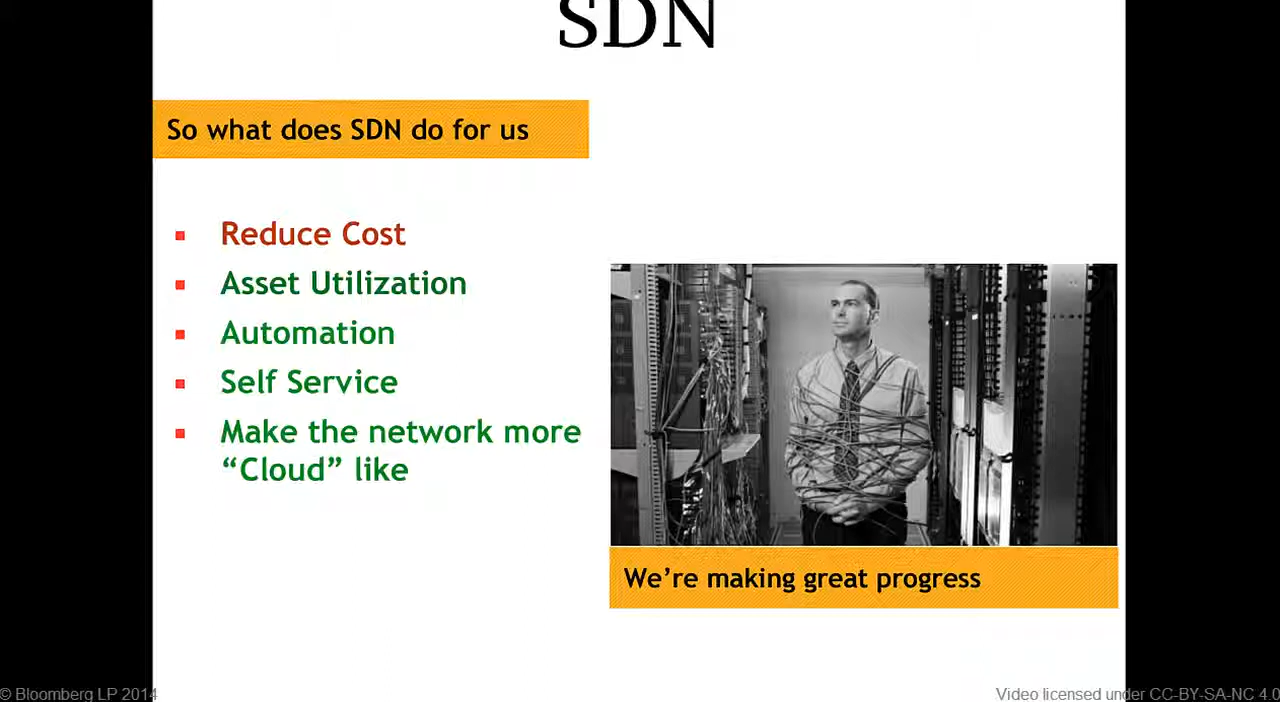 SDN
So what does SDN do for us
Reduce Cost
Asset Utilization
Automation
Self Service
Make the network more
“Cloud” like
We’re making great progress
© Bloomberg LP 2014
Video licensed under CC-BY-SA-NC 4.0